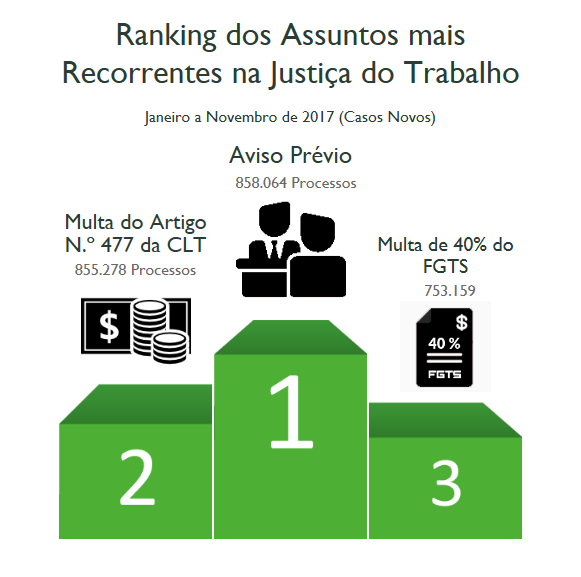 Ranking dos Assuntos mais
Recorrentes na Justiça do Trabalho
Janeiro a Novembro de 2017 (Casos Novos)
Aviso Prévio
858.064 Processos
Multa do Artigo
N.º 477 da CLT
855.278 Processos
Multa de 40% do
FGTS
753.159
$
$
40 %
FGTS
1
2
3